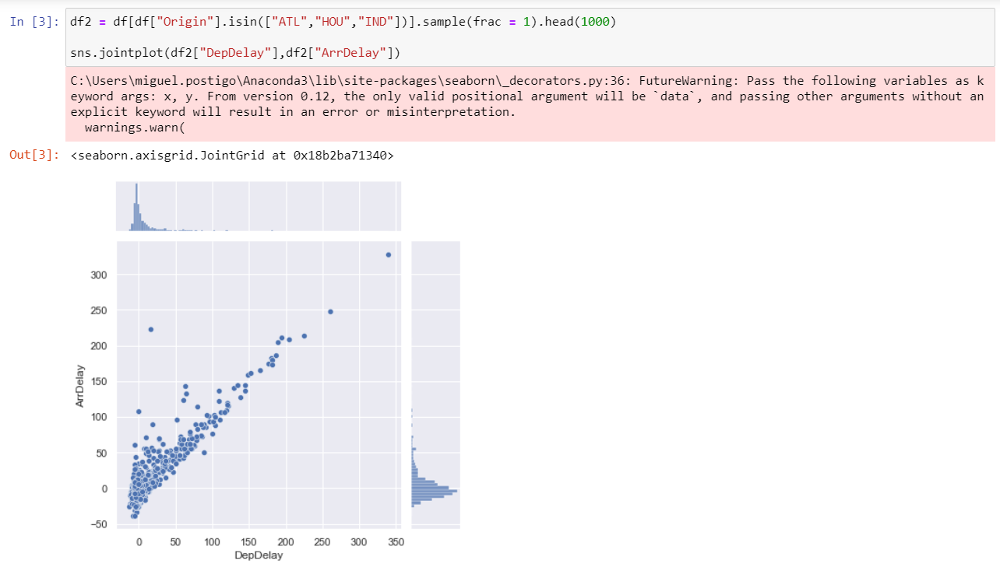 In [3]: df2 = df[df["Origin"].isin(["ATL","HOU","IND"])].sample(frac = 1).head(1000)
sns.jointplot(df2["DepDelay"],df2["ArrDelay"])
C:\Users\miguel.postigo\Anaconda3\lib\site-packages\seaborn\_decorators.py:36: FutureWarning: Pass the following variables as k
eyword args: x, y. From version 0.12, the only valid positional argument will be `data`, and passing other arguments without an
explicit keyword will result in an error or misinterpretation.
warnings.warn(
Out[3]: <seaborn.axisgrid.JointGrid at 0x18b2ba71340>
300
250
200
150
100
50
0
−50
ArrDelay
0 50 100 150 200 250 300 350
DepDelay